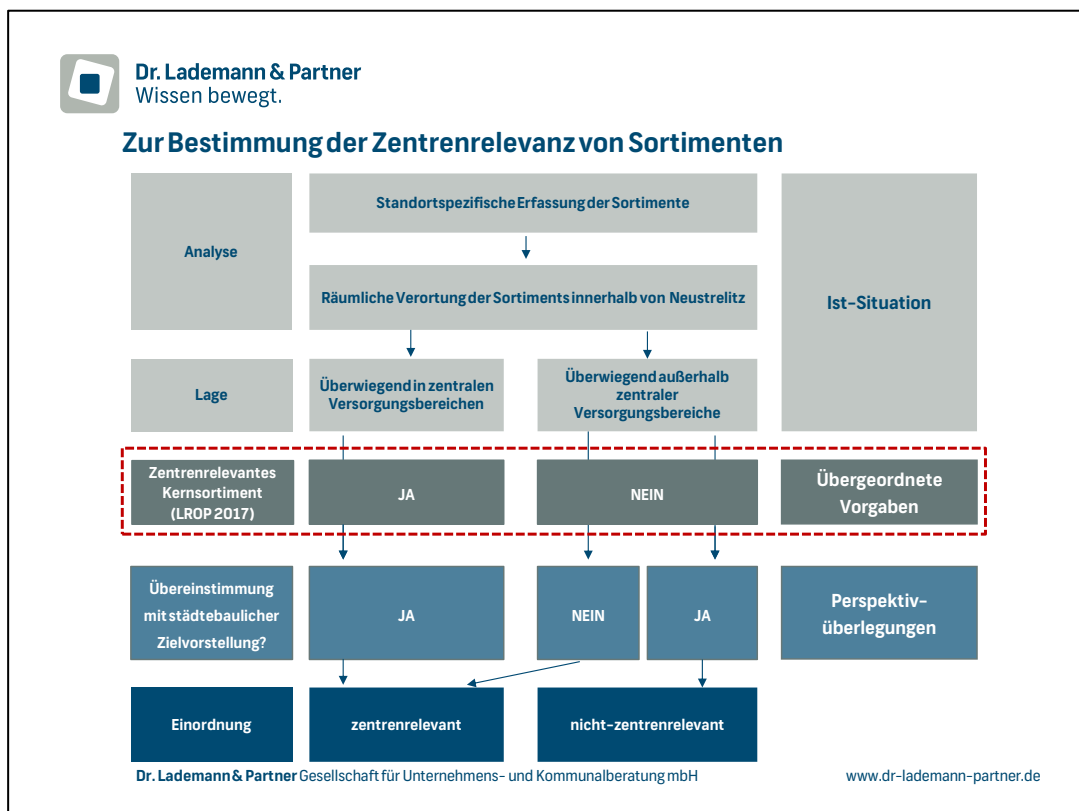 Dr. Lademann & Partner
Wissen bewegt.
Zur Bestimmung der Zentrenrelevanz von Sortimenten
Analyse
Standortspezifische Erfassung der Sortimente
Räumliche Verortung der Sortiments innerhalb von Neustrelitz
Ist-Situation
Lage
Überwiegend in zentralen
Versorgungsbereichen
Überwiegend außerhalb
zentraler
Versorgungsbereiche
Zentrenrelevantes
Kernsortiment
(LROP 2017)
JA
NEIN
Übergeordnete
Vorgaben
Übereinstimmung
mit städtebaulicher
Zielvorstellung?
JA
NEIN
JA
Perspektiv-
überlegungen
Einordnung
zentrenrelevant
nicht-zentrenrelevant
Dr. Lademann & Partner Gesellschaft für Unternehmens- und Kommunalberatung mbH
www.dr-lademann-partner.de